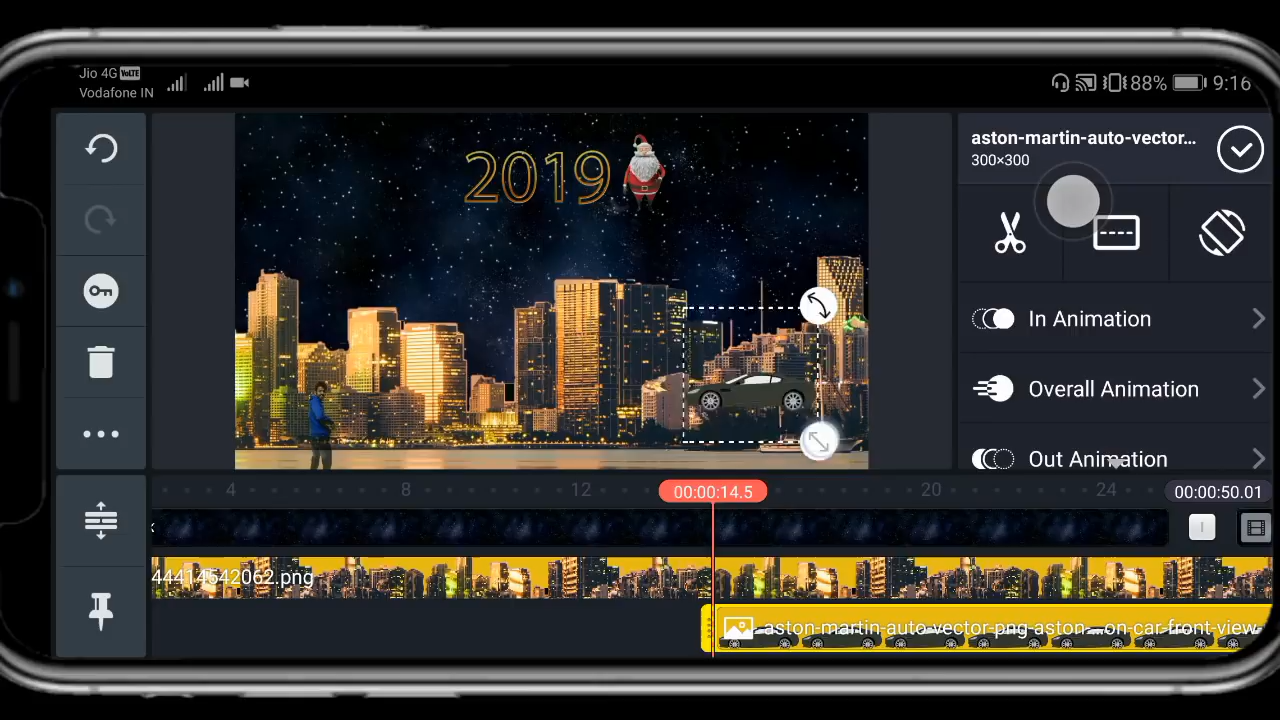 Jio 4G VoLTE
Vodafone IN
88% 9:16
aston-martin-auto-vector...
300×300
2019
In Animation
Overall Animation
Out Animation
4 8 12 00:00:14.5 20 24 00:00:50.01
44414542062.png
aston-martin-auto-vector-png-aston-...on-car-front-view-